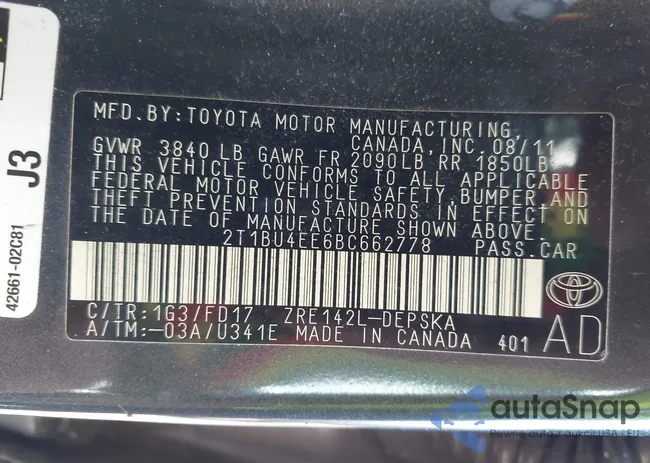 MFD. BY: TOYOTA MOTOR MANUFACTURING,
CANADA, INC. 08/11
GVWR 3840 LB GAWR FR 2090LB RR 1850LB
THIS VEHICLE CONFORMS TO ALL APPLICABLE
FEDERAL MOTOR VEHICLE SAFETY, BUMPER, AND
THEFT PREVENTION STANDARDS IN EFFECT ON
THE DATE OF MANUFACTURE SHOWN ABOVE.
2T1BU4EE6BC662778 PASS.CAR
C/TR:1G3/FD17 ZRE142L-DEPSKA
A/TM:-03A/U341E MADE IN CANADA 401 AD
J3
42661-02C81
autoSnap